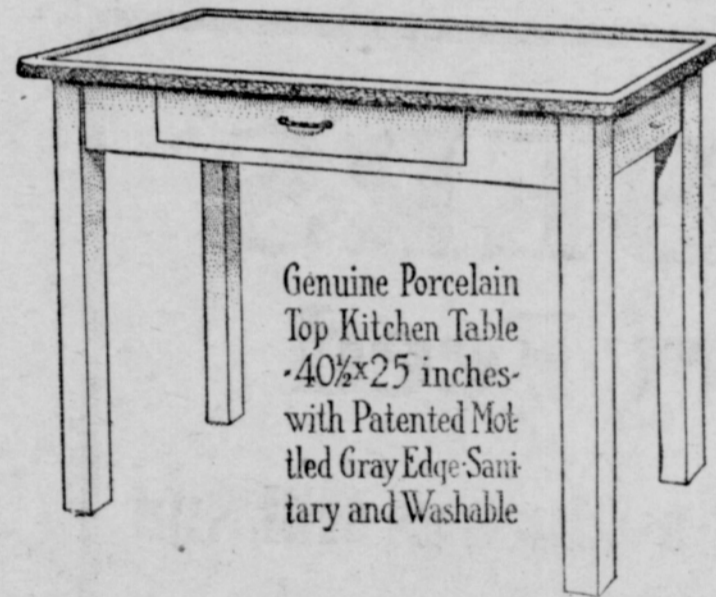 Genuine Porcelain
Top Kitchen Table
·40½x25 inches·
with Patented Mot-
tled Gray Edge·Sani-
tary and Washable